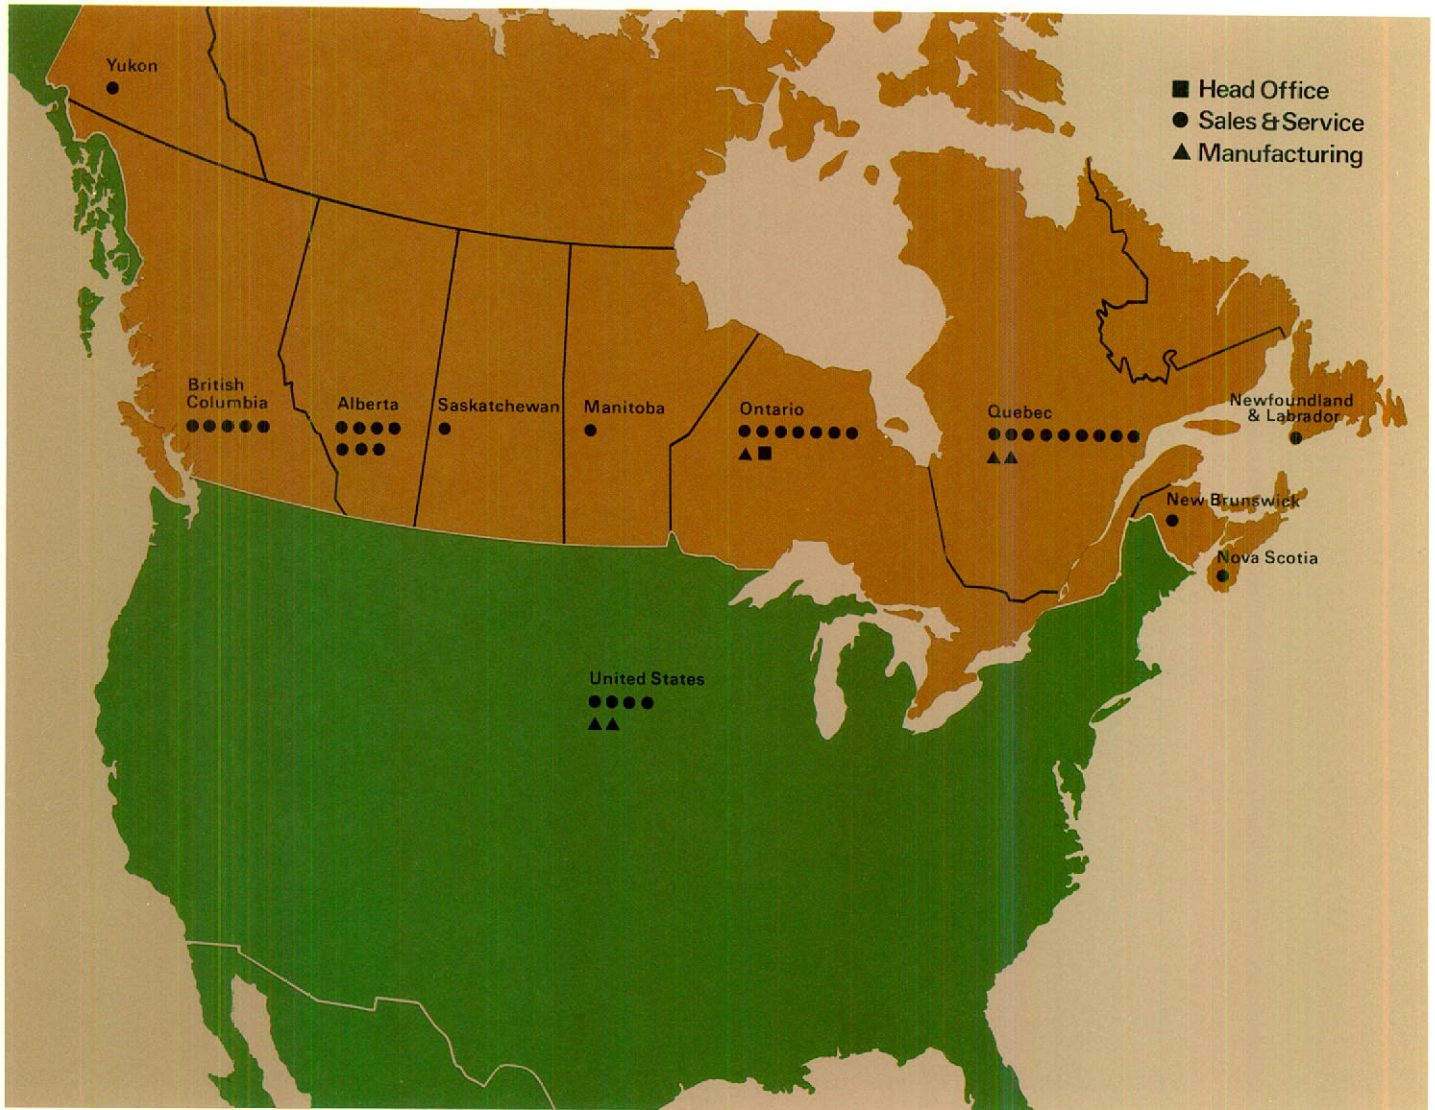 Yukon
Head Office
Sales & Service
Manufacturing
British
Columbia
Alberta
Saskatchewan
Manitoba
Ontario
Quebec
Newfoundland
& Labrador
New Brunswick
Nova Scotia
United States